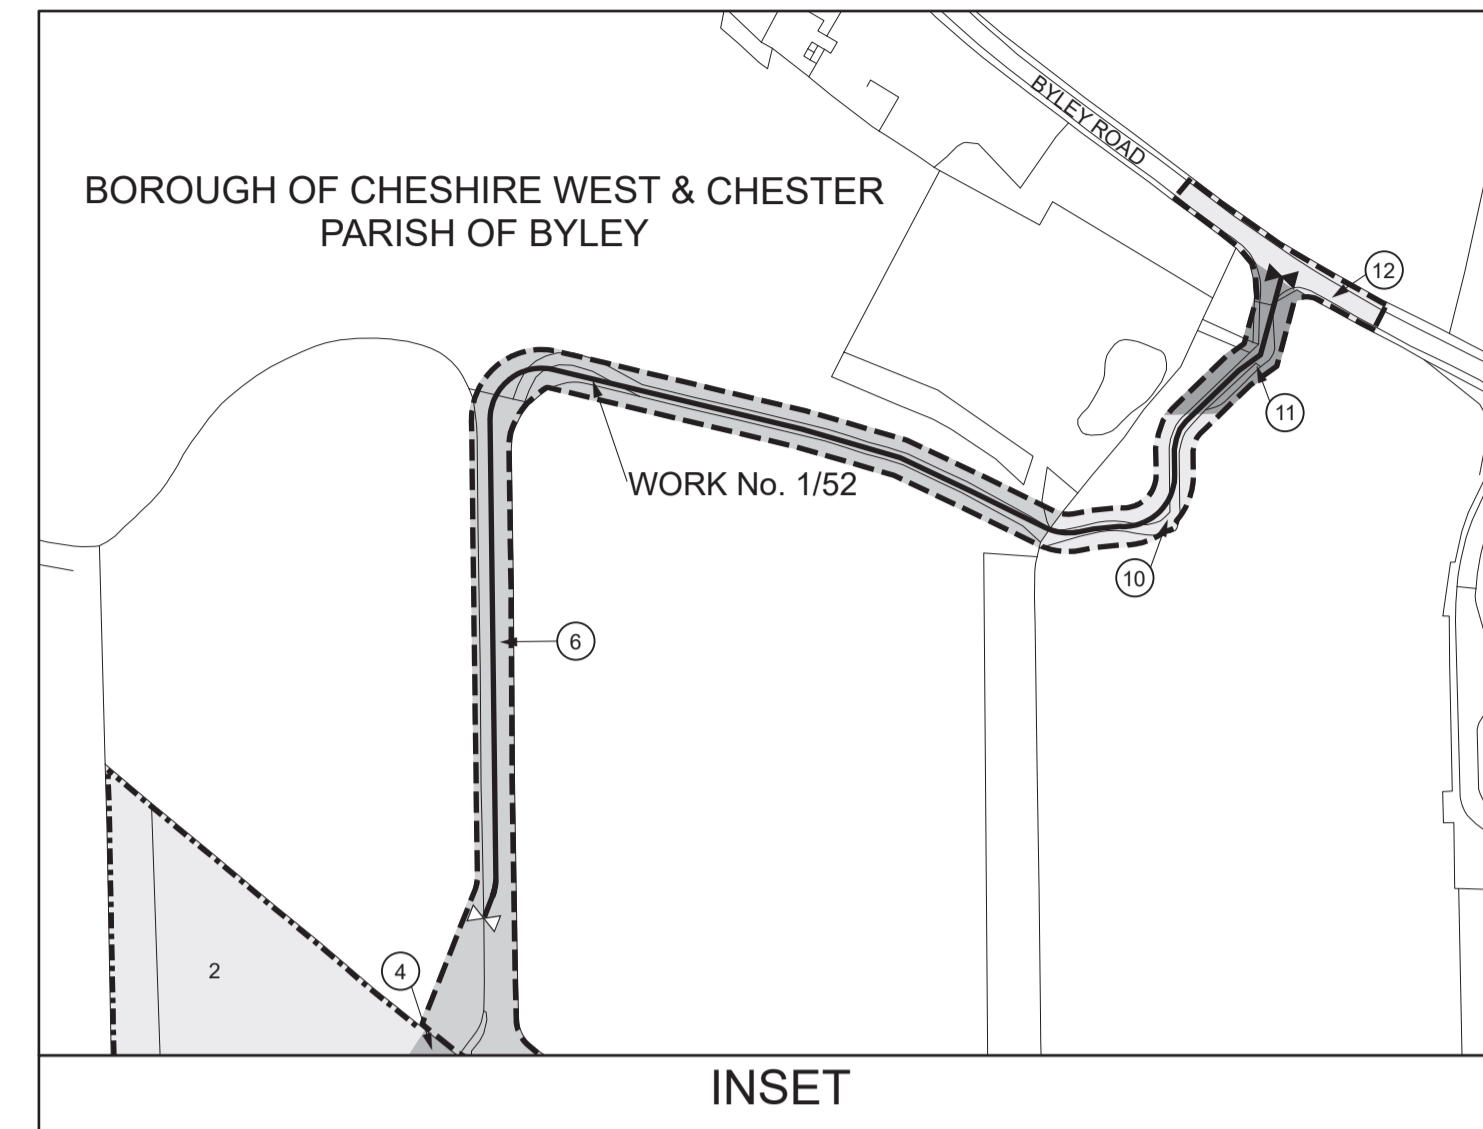 BYLEY ROAD
BOROUGH OF CHESHIRE WEST & CHESTER
PARISH OF BYLEY
12
11
WORK No. 1/52
10
6
2
4
INSET